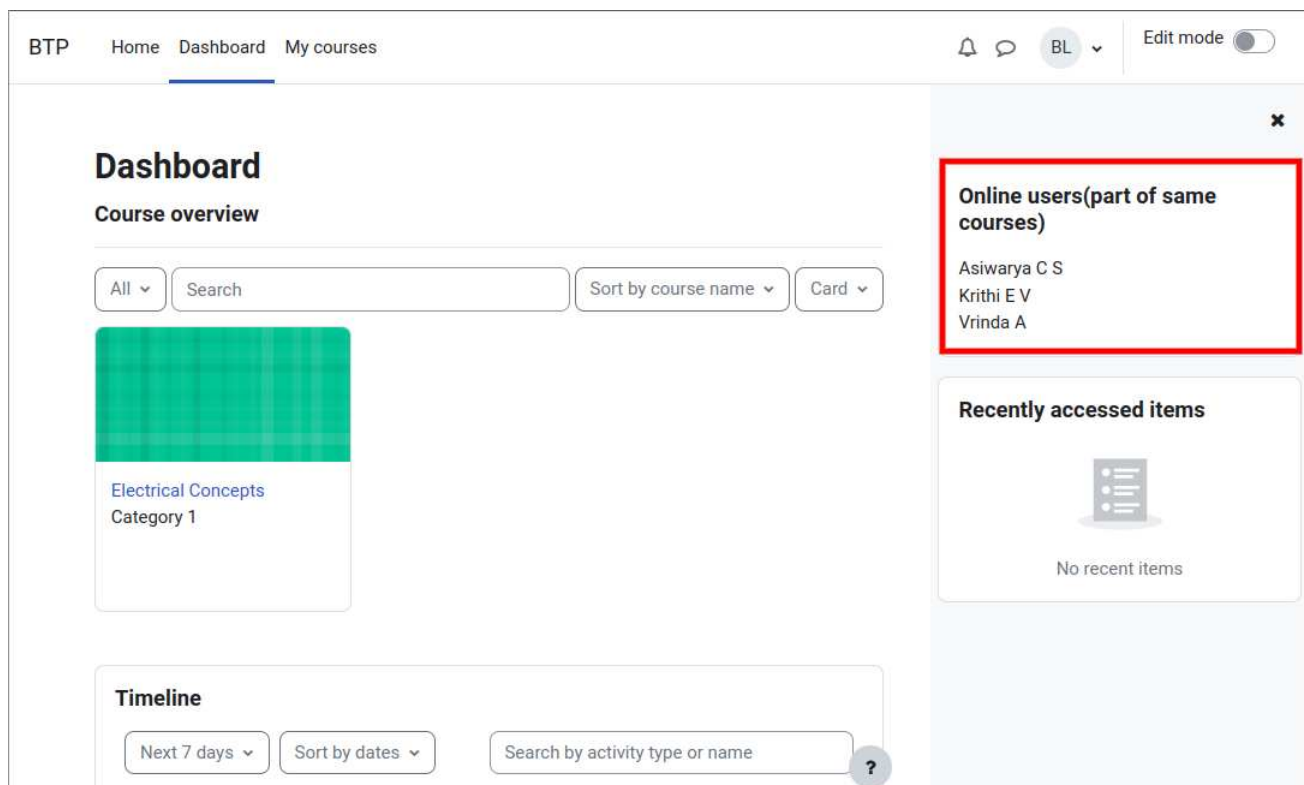 BTP Home Dashboard My courses BL Edit mode
Dashboard
Course overview
All Search Sort by course name Card
Electrical Concepts
Category 1
Timeline
Next 7 days Sort by dates Search by activity type or name ?
Online users(part of same
courses)
Asiwarya C S
Krithi E V
Vrinda A
Recently accessed items
No recent items